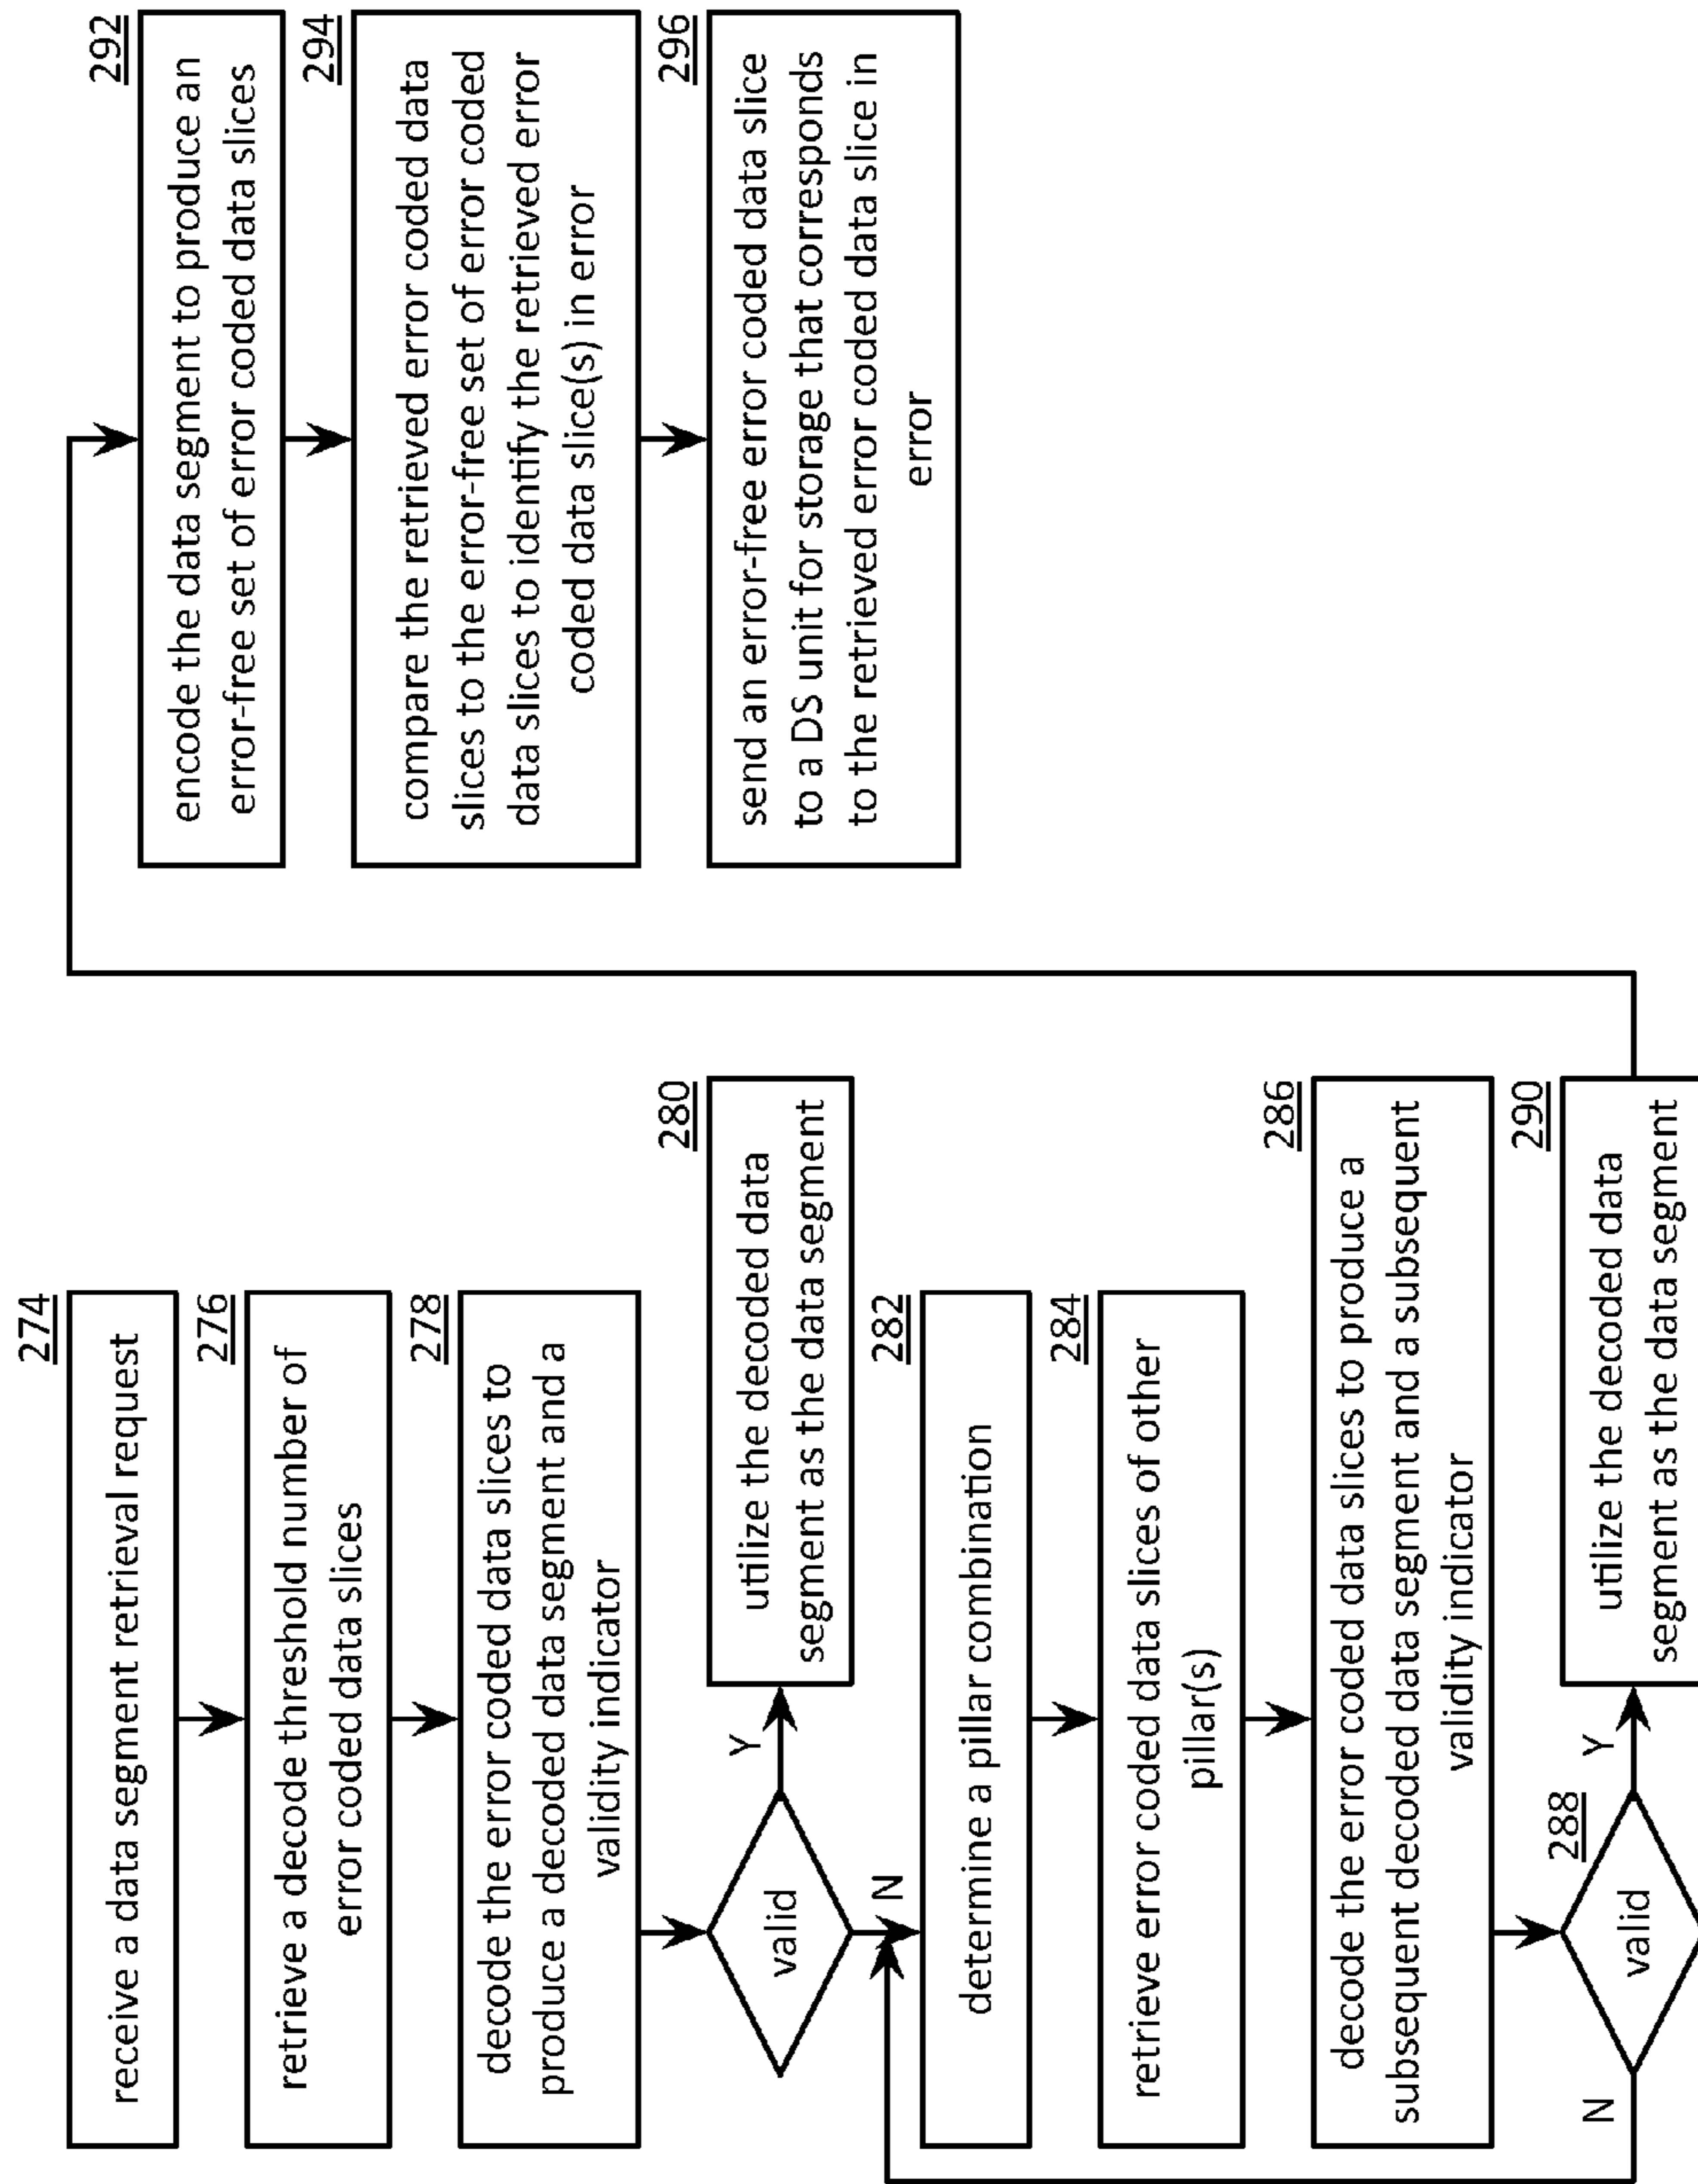 274
receive a data segment retrieval request
276
retrieve a decode threshold number of
error coded data slices
278
decode the error coded data slices to
produce a decoded data segment and a
validity indicator
valid
Y
N
280
utilize the decoded data
segment as the data segment
282
determine a pillar combination
284
retrieve error coded data slices of other
pillar(s)
286
decode the error coded data slices to produce a
subsequent decoded data segment and a subsequent
validity indicator
288
valid
N
Y
290
utilize the decoded data
segment as the data segment
292
encode the data segment to produce an
error-free set of error coded data slices
294
compare the retrieved error coded data
slices to the error-free set of error coded
data slices to identify the retrieved error
coded data slice(s) in error
296
send an error-free error coded data slice
to a DS unit for storage that corresponds
to the retrieved error coded data slice in
error